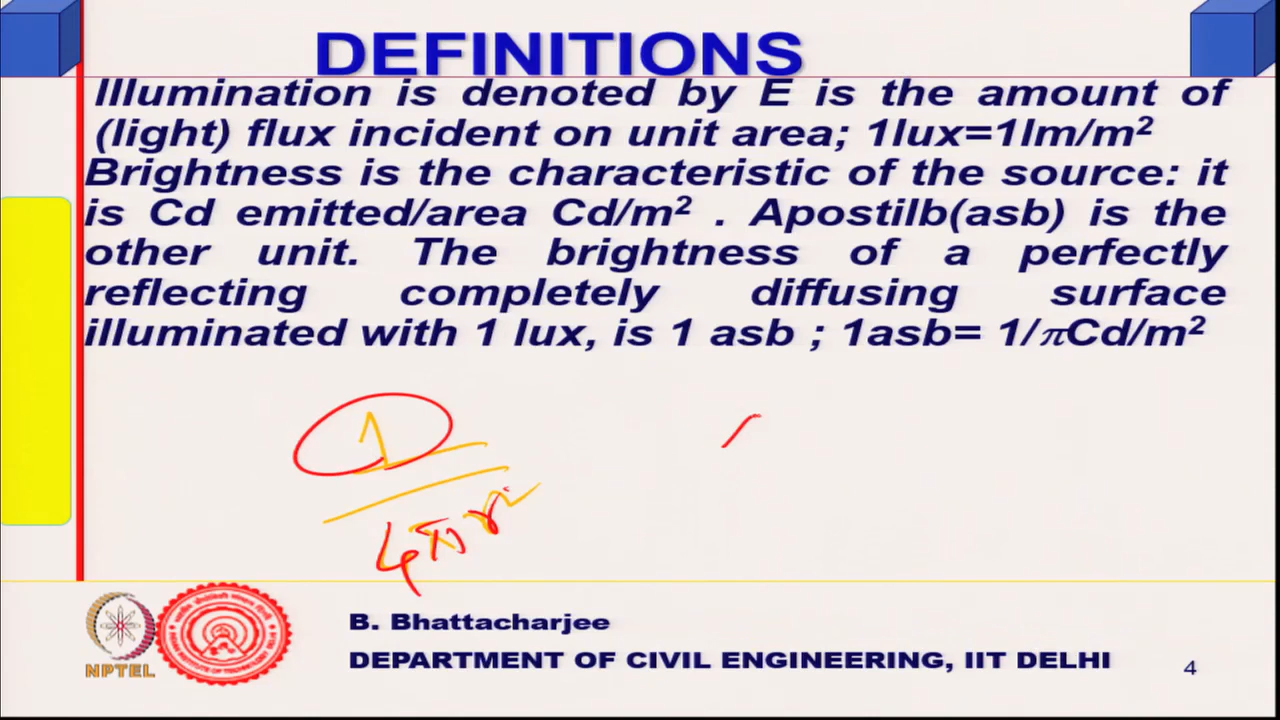 DEFINITIONS
Illumination is denoted by E is the amount of
(light) flux incident on unit area; 1lux=1lm/m²
Brightness is the characteristic of the source: it
is Cd emitted/area Cd/m² . Apostilb(asb) is the
other unit. The brightness of a perfectly
reflecting completely diffusing surface
illuminated with 1 lux, is 1 asb ; 1asb= 1/πCd/m²
1
4πr²
B. Bhattacharjee
DEPARTMENT OF CIVIL ENGINEERING, IIT DELHI
4
NPTEL